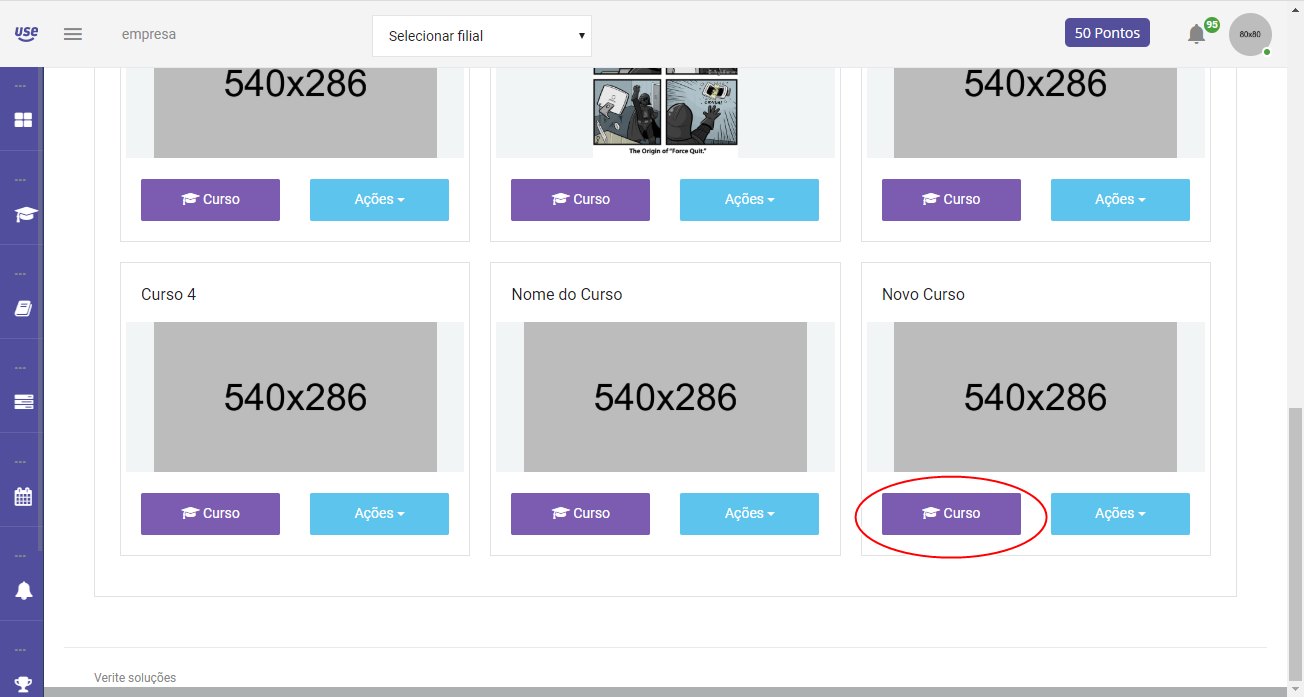 use
empresa
Selecionar filial
50 Pontos
95
80x80
540x286
540x286
The Origin of "Force Quit."
Curso
Ações
Curso
Ações
Curso
Ações
Curso 4
Nome do Curso
Novo Curso
540x286
540x286
540x286
Curso
Ações
Curso
Ações
Curso
Ações
Verite soluções